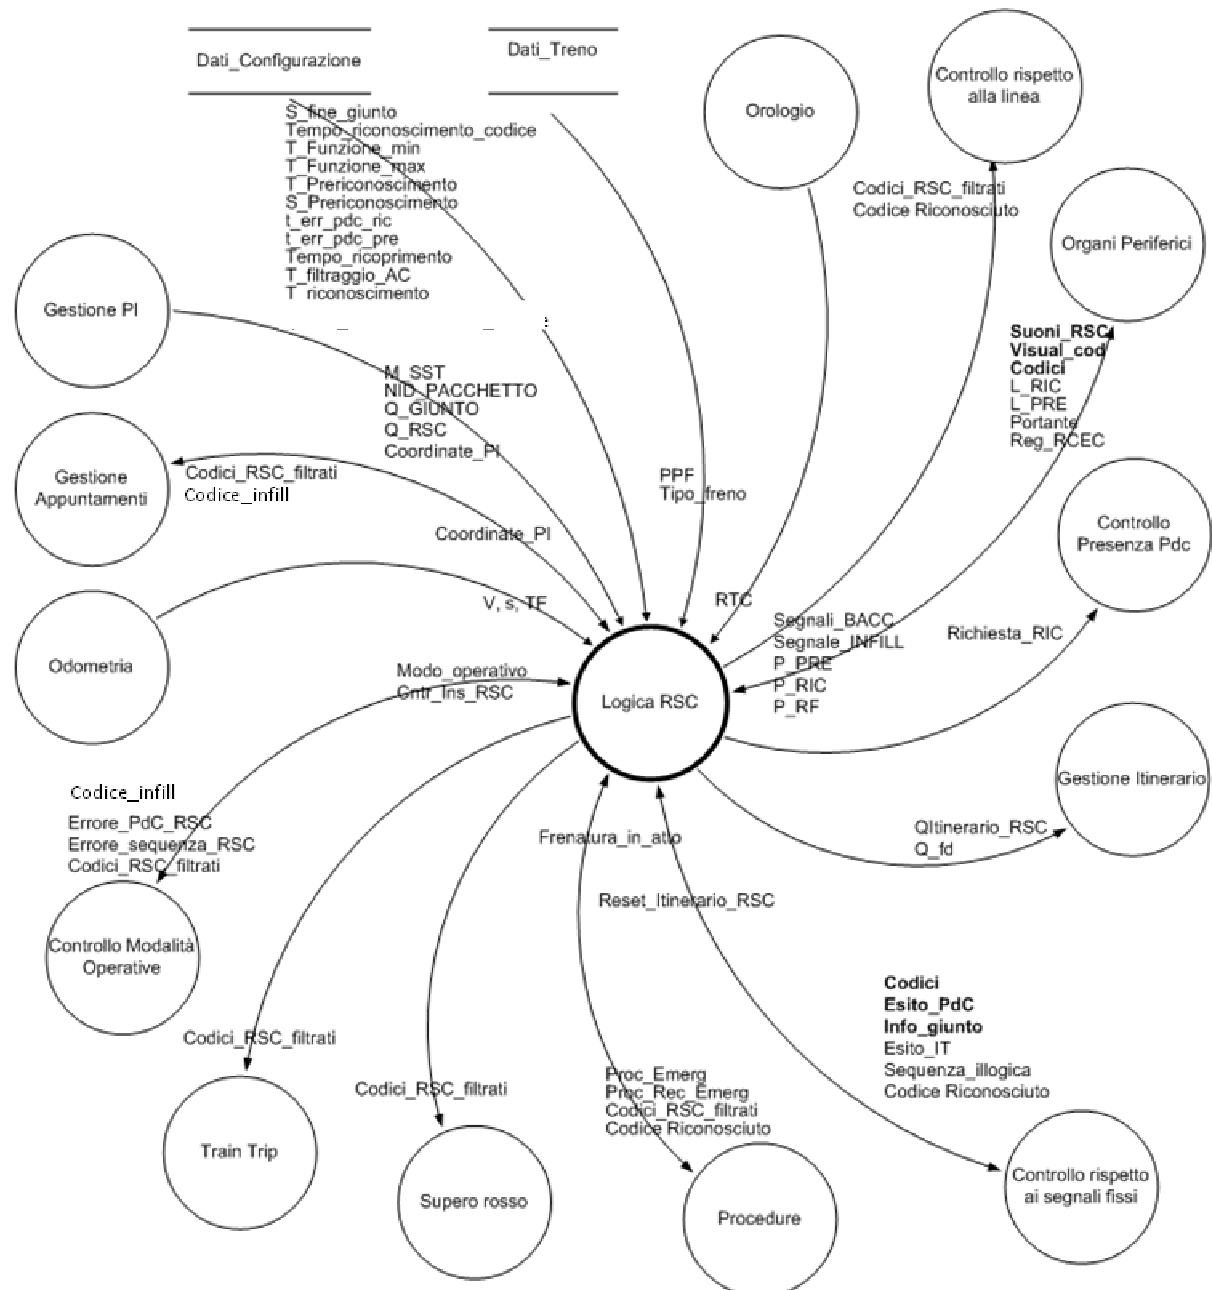 Dati_Configurazione
Dati_Treno
Orologio
Controllo rispetto
alla linea
S_fine_giunto
Tempo_riconoscimento_codice
T_Funzione_min
T_Funzione_max
T_Prericonoscimento
S_Prericonoscimento
t_err_pdc_ric
t_err_pdc_pre
Tempo_ricoprimento
T_filtraggio_AC
T_riconoscimento
Codici_RSC_filtrati
Codice Riconosciuto
Organi Periferici
Gestione PI
Suoni_RSC
Visual_cod
Codici
L_RIC
L_PRE
Portante
Reg_RCEC
M_SST
NID_PACCHETTO
Q_GIUNTO
Q_RSC
Coordinate_PI
Gestione
Appuntamenti
Codici_RSC_filtrati
Codice_infill
Coordinate_PI
PPF
Tipo_freno
Controllo
Presenza Pdc
V, s, TF
RTC
Odometria
Segnali_BACC
Segnale_INFILL
P_PRE
P_RIC
P_RF
Richiesta_RIC
Modo_operativo
Cntr_Ins_RSC
Logica RSC
Gestione Itinerario
Codice_infill
Errore_PdC_RSC
Errore_sequenza_RSC
Codici_RSC_filtrati
Frenatura_in_atto
QItinerario_RSC
Q_fd
Reset_Itinerario_RSC
Controllo Modalità
Operative
Codici
Esito_PdC
Info_giunto
Esito_IT
Sequenza_illogica
Codice Riconosciuto
Codici_RSC_filtrati
Codici_RSC_filtrati
Proc_Emerg
Proc_Rec_Emerg
Codici_RSC_filtrati
Codice Riconosciuto
Train Trip
Supero rosso
Procedure
Controllo rispetto
ai segnali fissi